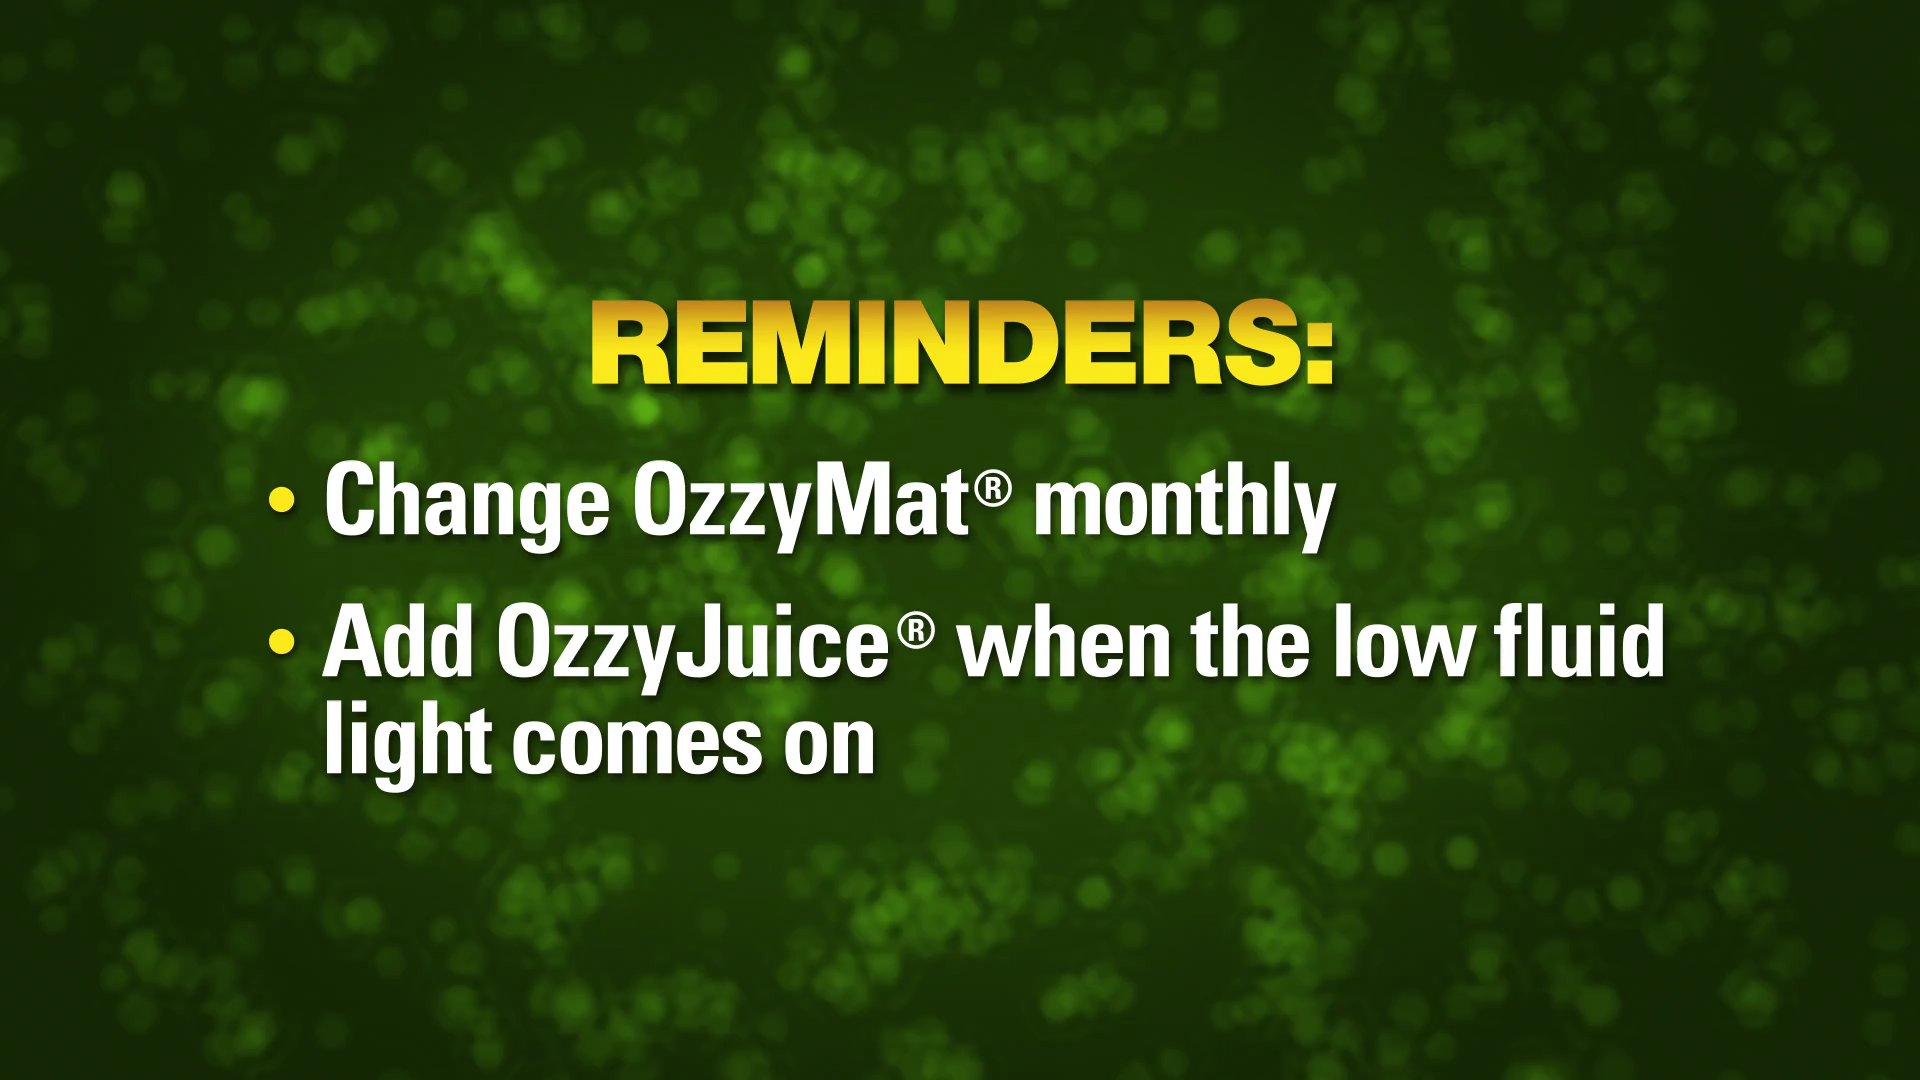 REMINDERS:
• Change OzzyMat® monthly
• Add OzzyJuice® when the low fluid
light comes on